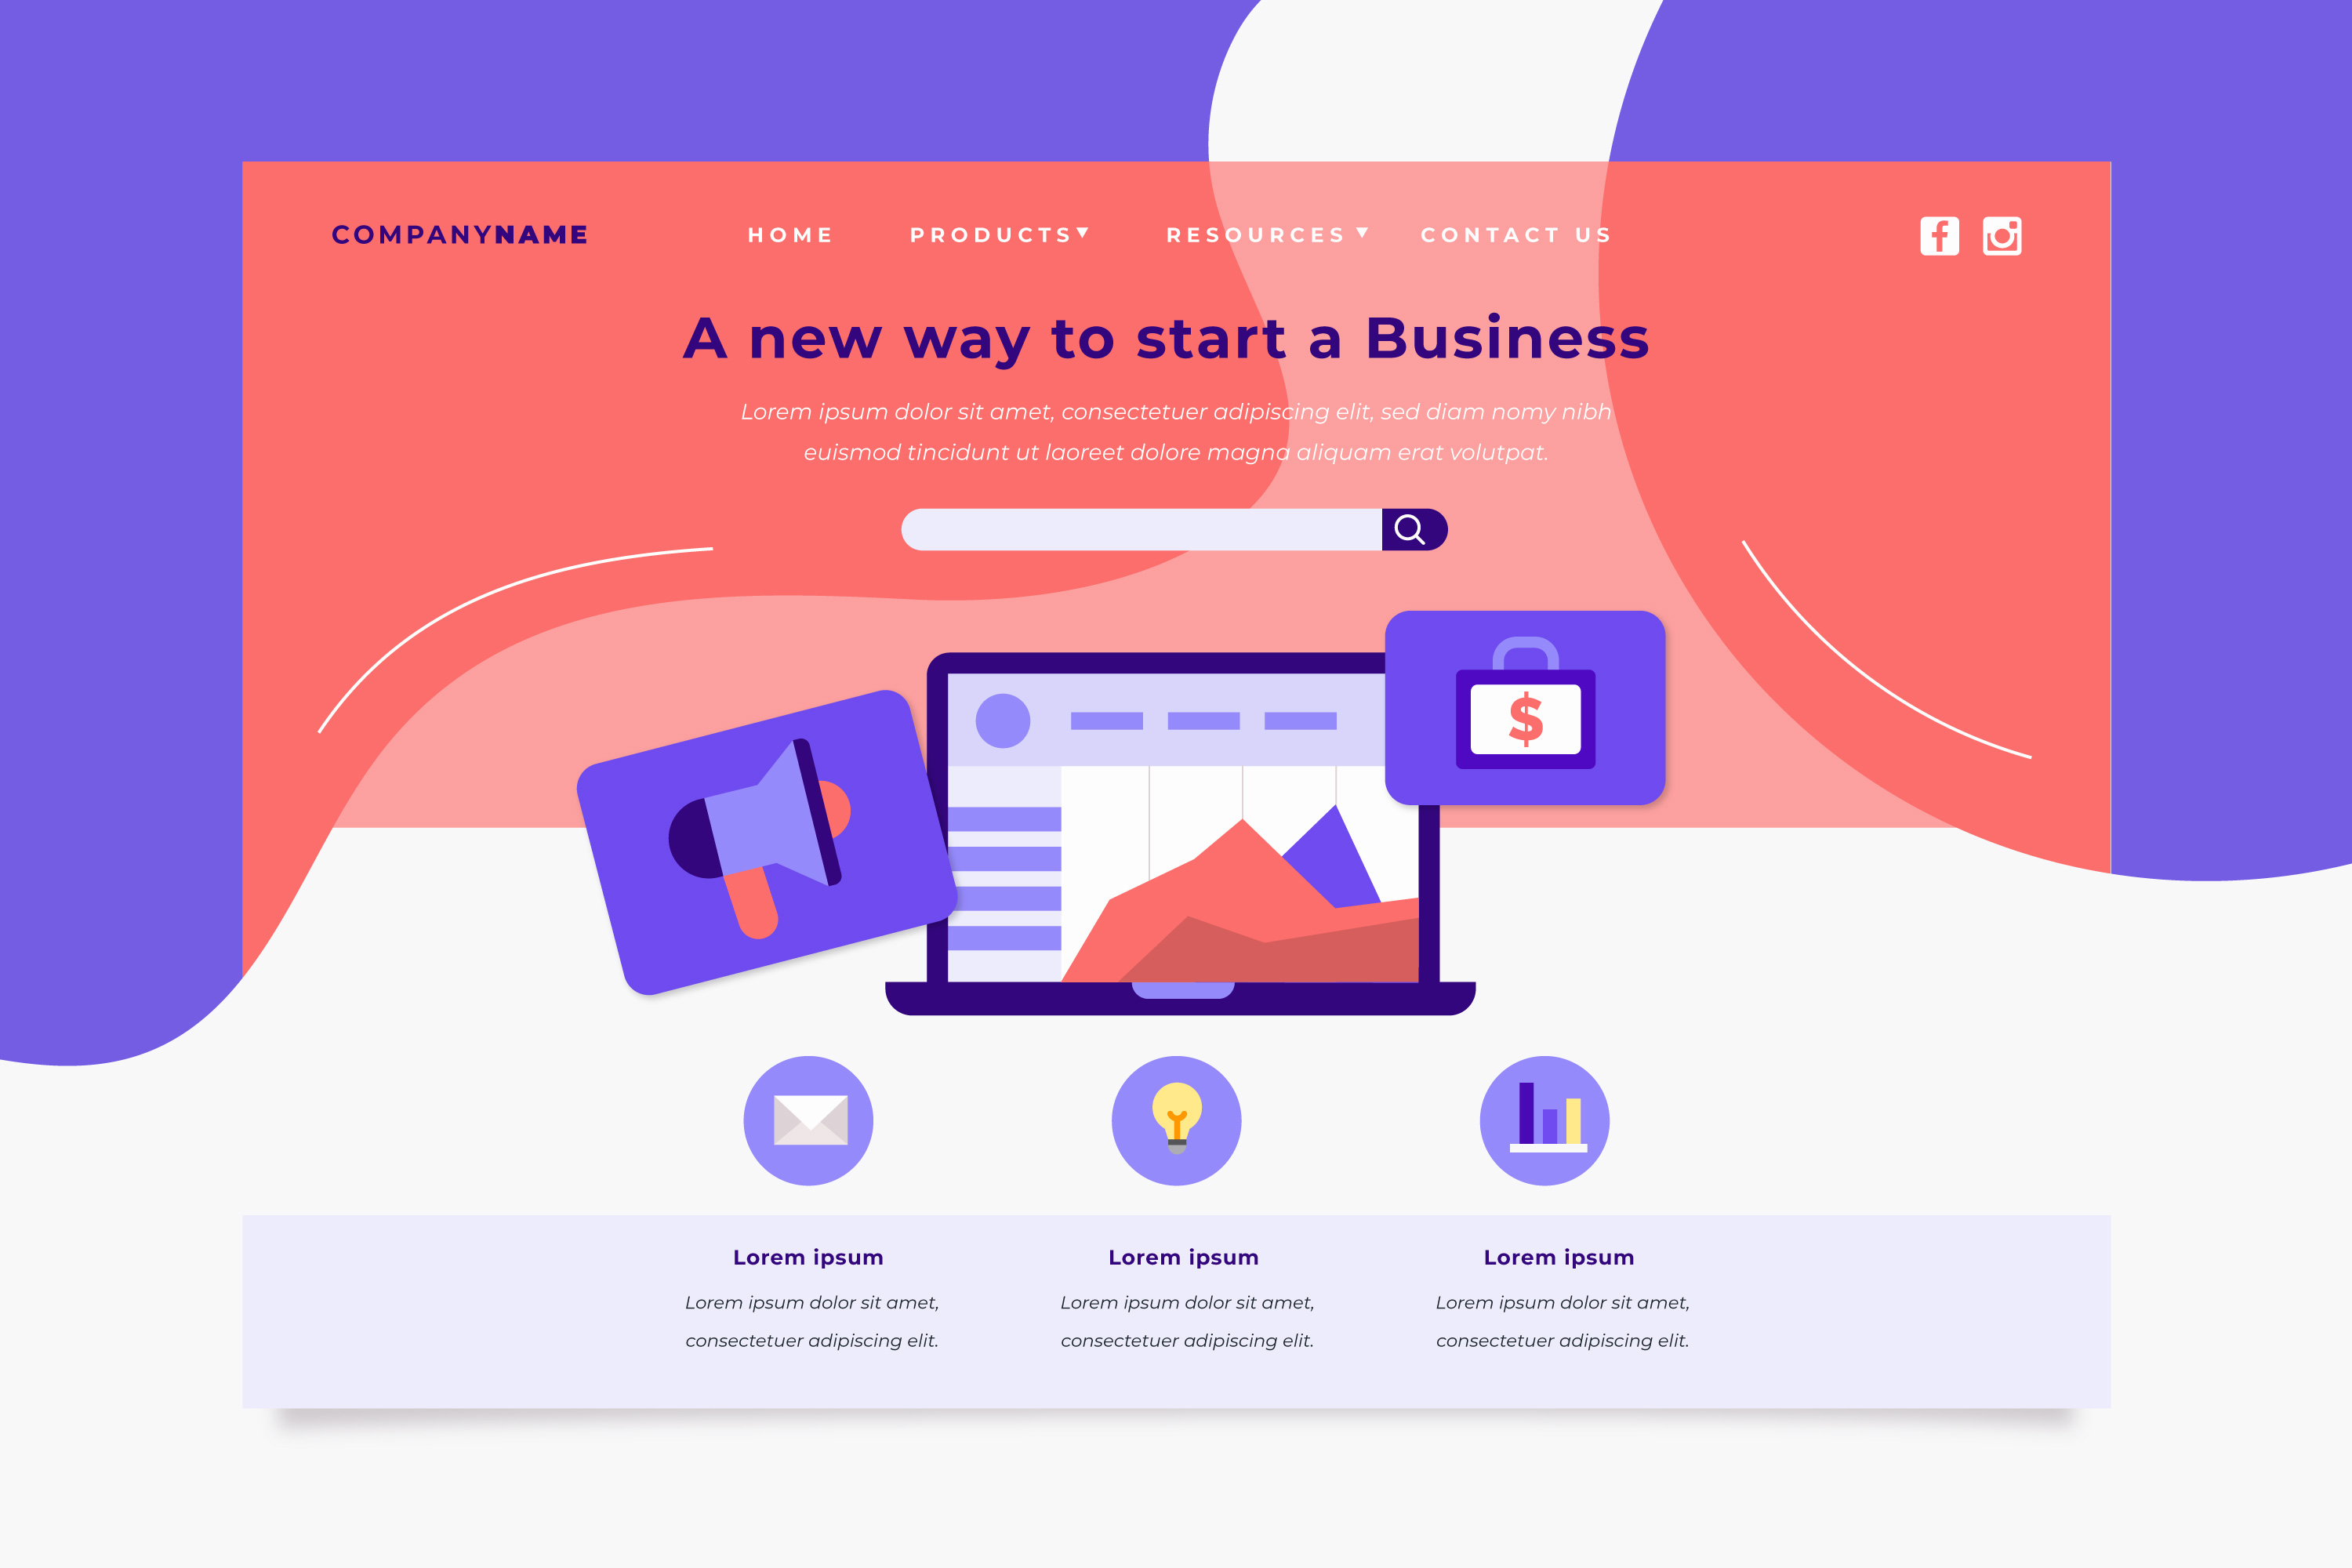 COMPANYNAME
HOME PRODUCTS RESOURCES CONTACT US
A new way to start a Business
Lorem ipsum dolor sit amet, consectetuer adipiscing elit, sed diam nomy nibh
euismod tincidunt ut laoreet dolore magna aliquam erat volutpat.
$
Lorem ipsum
Lorem ipsum dolor sit amet,
consectetuer adipiscing elit.
Lorem ipsum
Lorem ipsum dolor sit amet,
consectetuer adipiscing elit.
Lorem ipsum
Lorem ipsum dolor sit amet,
consectetuer adipiscing elit.